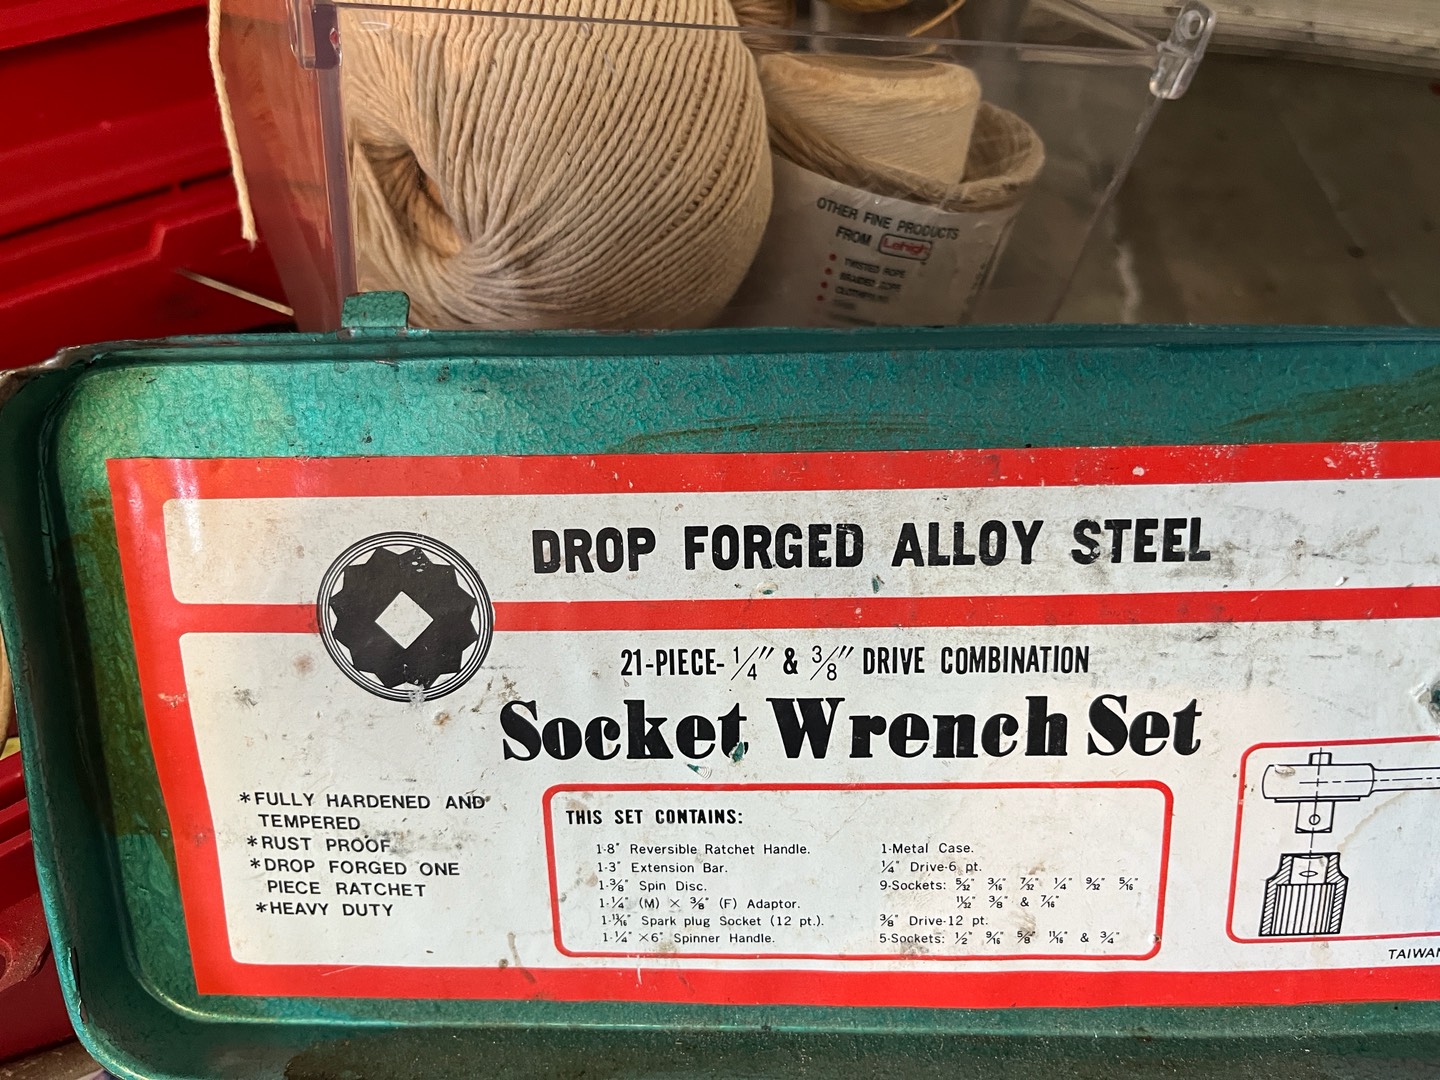 OTHER FINE PRODUCTS
FROM Lehigh
• TWISTED ROPE
• BRAIDED ROPE
DROP FORGED ALLOY STEEL
21-PIECE-1/4" & 3/8" DRIVE COMBINATION
Socket Wrench Set
*FULLY HARDENED AND
TEMPERED
*RUST PROOF
*DROP FORGED ONE
PIECE RATCHET
*HEAVY DUTY
THIS SET CONTAINS:
1-8" Reversible Ratchet Handle.
1-3" Extension Bar.
1-3/8" Spin Disc.
1-1/4" (M) × 3/8" (F) Adaptor.
1-13/16" Spark plug Socket (12 pt.).
1-1/4" ×6" Spinner Handle.
1-Metal Case.
1/4" Drive-6 pt.
9-Sockets: 5/32" 3/16" 7/32" 1/4" 9/32" 5/16"
11/32" 3/8" & 7/16"
3/8" Drive-12 pt.
5-Sockets: 1/2" 9/16" 5/8" 11/16" & 3/4"
TAIWAN